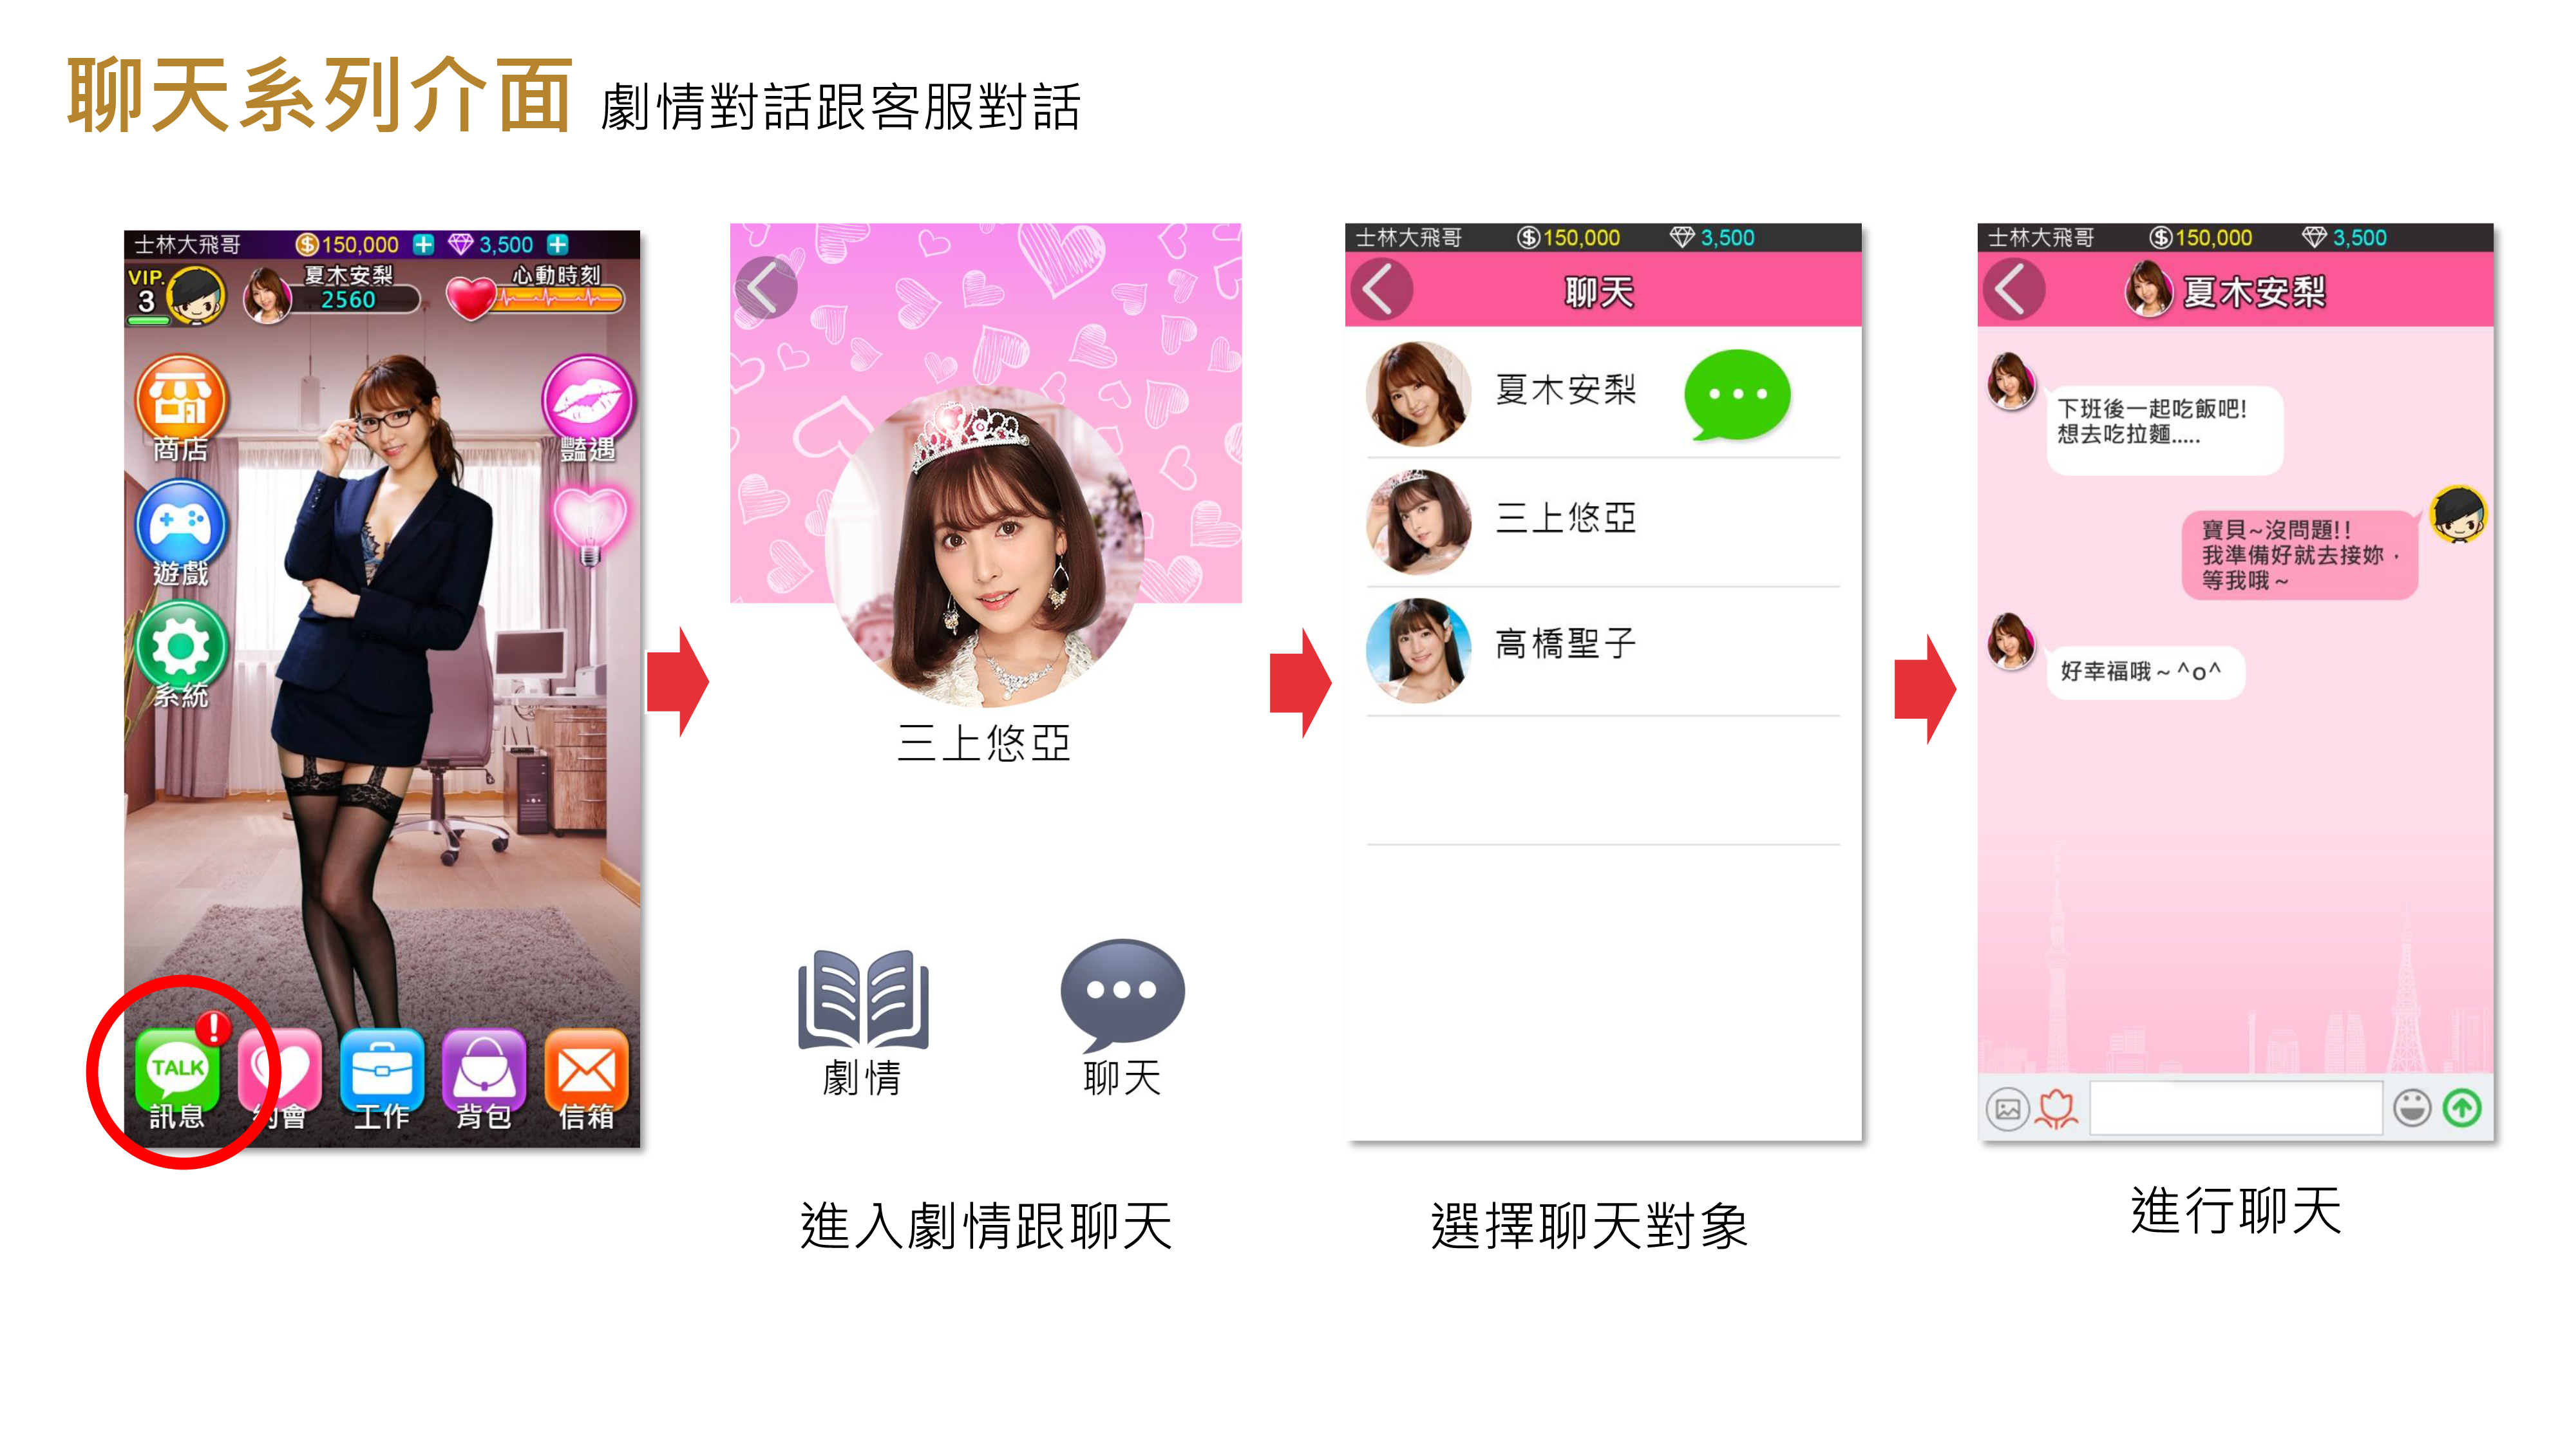 聊天系列介面 劇情對話跟客服對話
士林大飛哥 150,000 3,500
VIP. 3
夏木安梨
2560
心動時刻
商店
豔遇
遊戲
系統
TALK
訊息
約會
工作
背包
信箱
三上悠亞
劇情
聊天
進入劇情跟聊天
士林大飛哥 150,000 3,500
聊天
夏木安梨
三上悠亞
高橋聖子
選擇聊天對象
士林大飛哥 150,000 3,500
夏木安梨
下班後一起吃飯吧!
想去吃拉麵.....
寶貝~沒問題!!
我準備好就去接妳，
等我哦~
好幸福哦~^o^
進行聊天